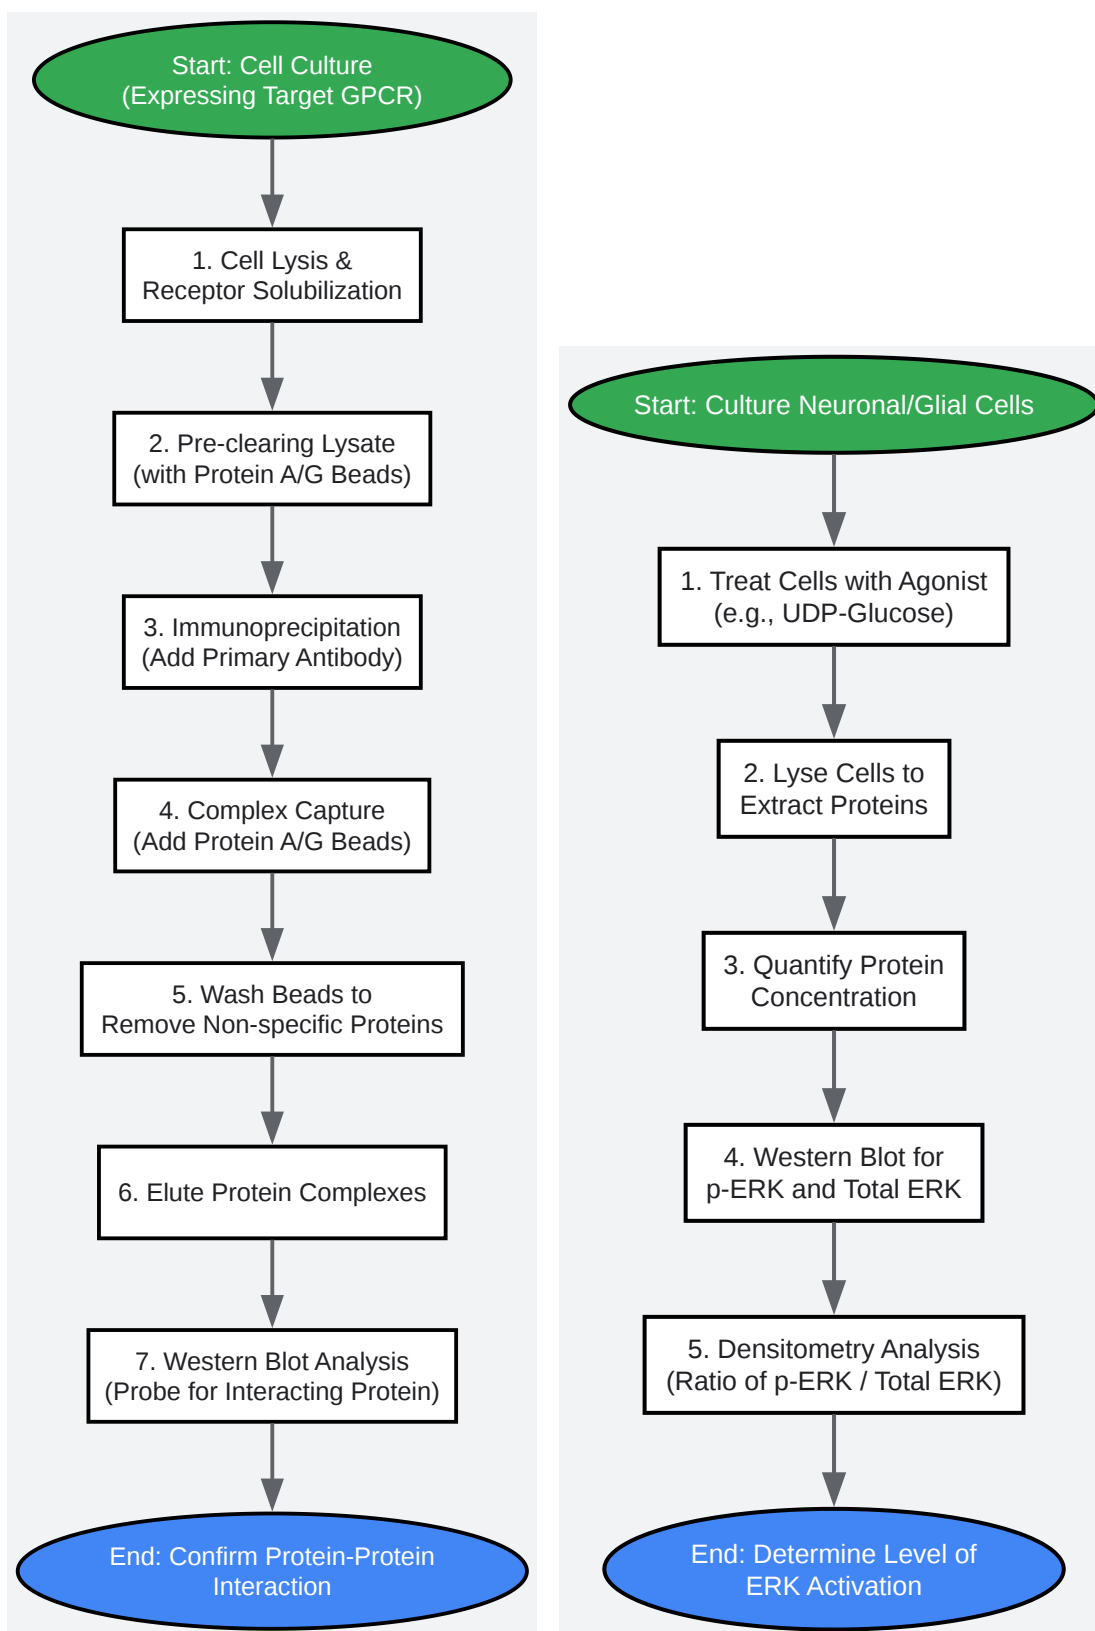 Start: Cell Culture
(Expressing Target GPCR)
1. Cell Lysis &
Receptor Solubilization
2. Pre-clearing Lysate
(with Protein A/G Beads)
3. Immunoprecipitation
(Add Primary Antibody)
4. Complex Capture
(Add Protein A/G Beads)
5. Wash Beads to
Remove Non-specific Proteins
6. Elute Protein Complexes
7. Western Blot Analysis
(Probe for Interacting Protein)
End: Confirm Protein-Protein
Interaction
Start: Culture Neuronal/Glial Cells
1. Treat Cells with Agonist
(e.g., UDP-Glucose)
2. Lyse Cells to
Extract Proteins
3. Quantify Protein
Concentration
4. Western Blot for
p-ERK and Total ERK
5. Densitometry Analysis
(Ratio of p-ERK / Total ERK)
End: Determine Level of
ERK Activation